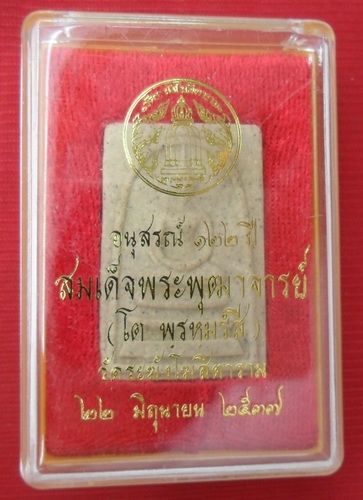 อนุสรณ์ ๑๒๒ ปี
สมเด็จพระพุฒาจารย์
(โต พฺรหฺมรํสี)
วัดระฆังโฆสิตาราม
๒๒ มิถุนายน ๒๕๓๗